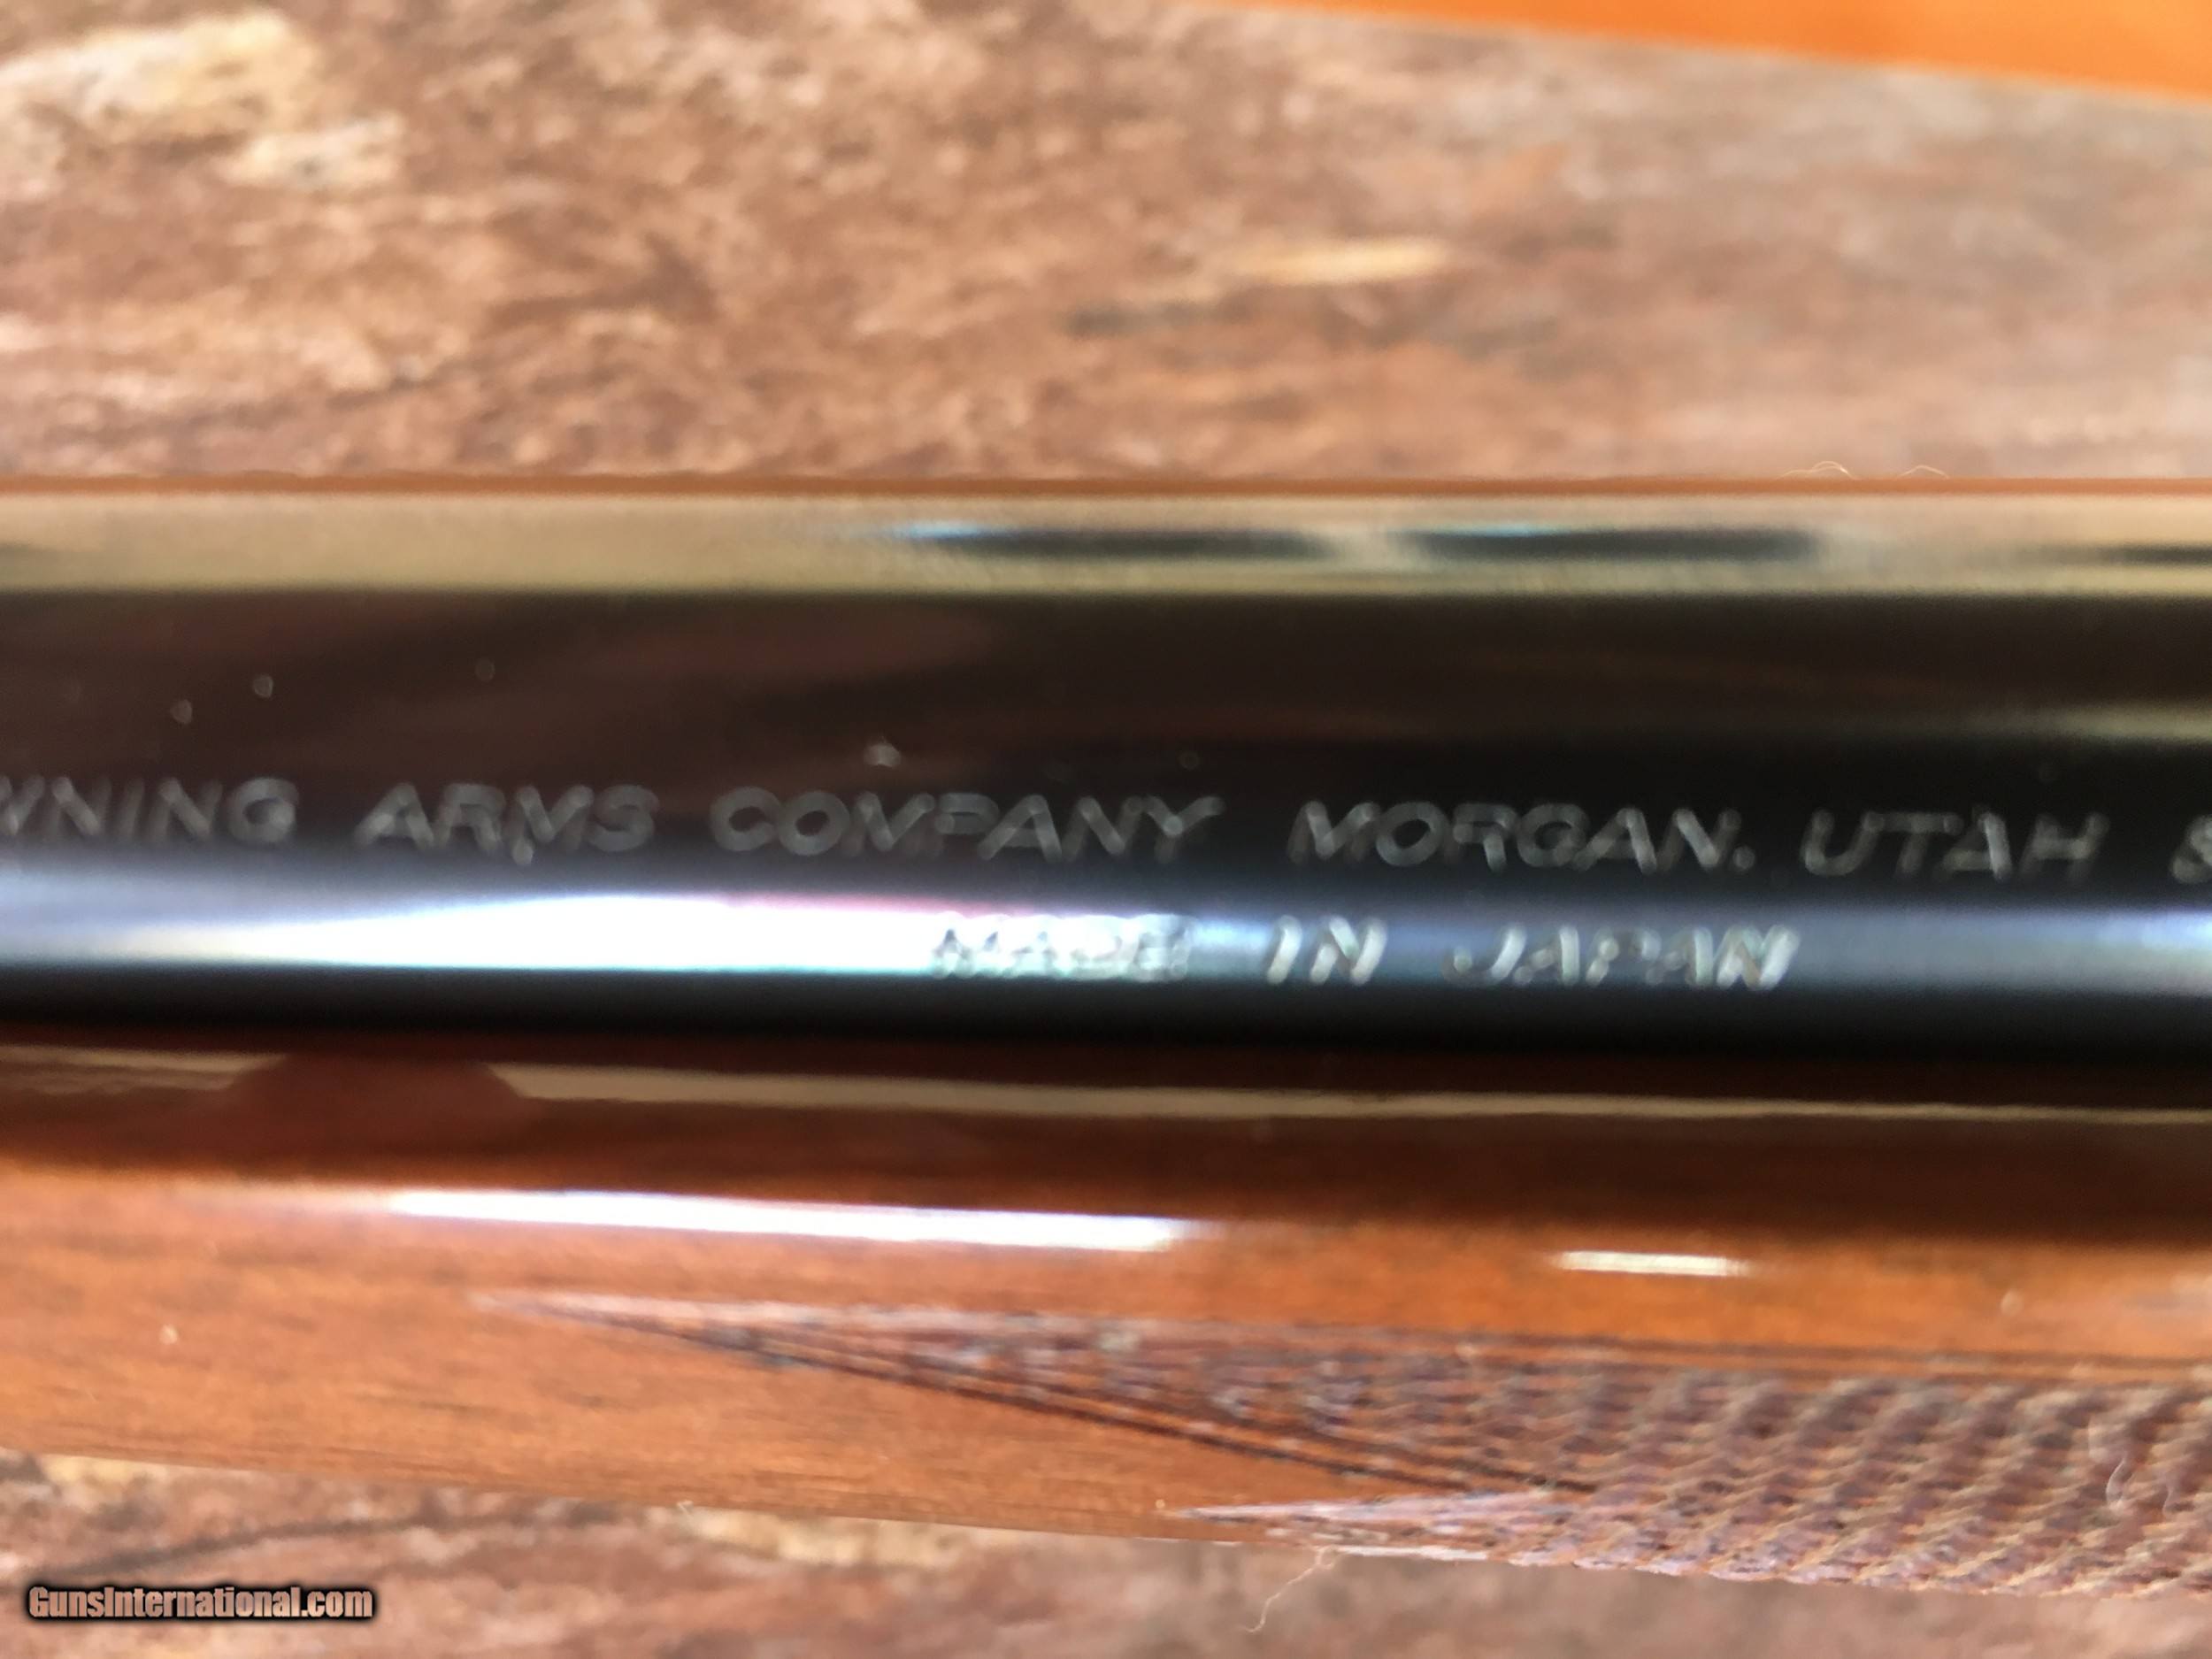 WNING ARMS COMPANY MORGAN, UTAH &
MADE IN JAPAN
GunsInternational.com